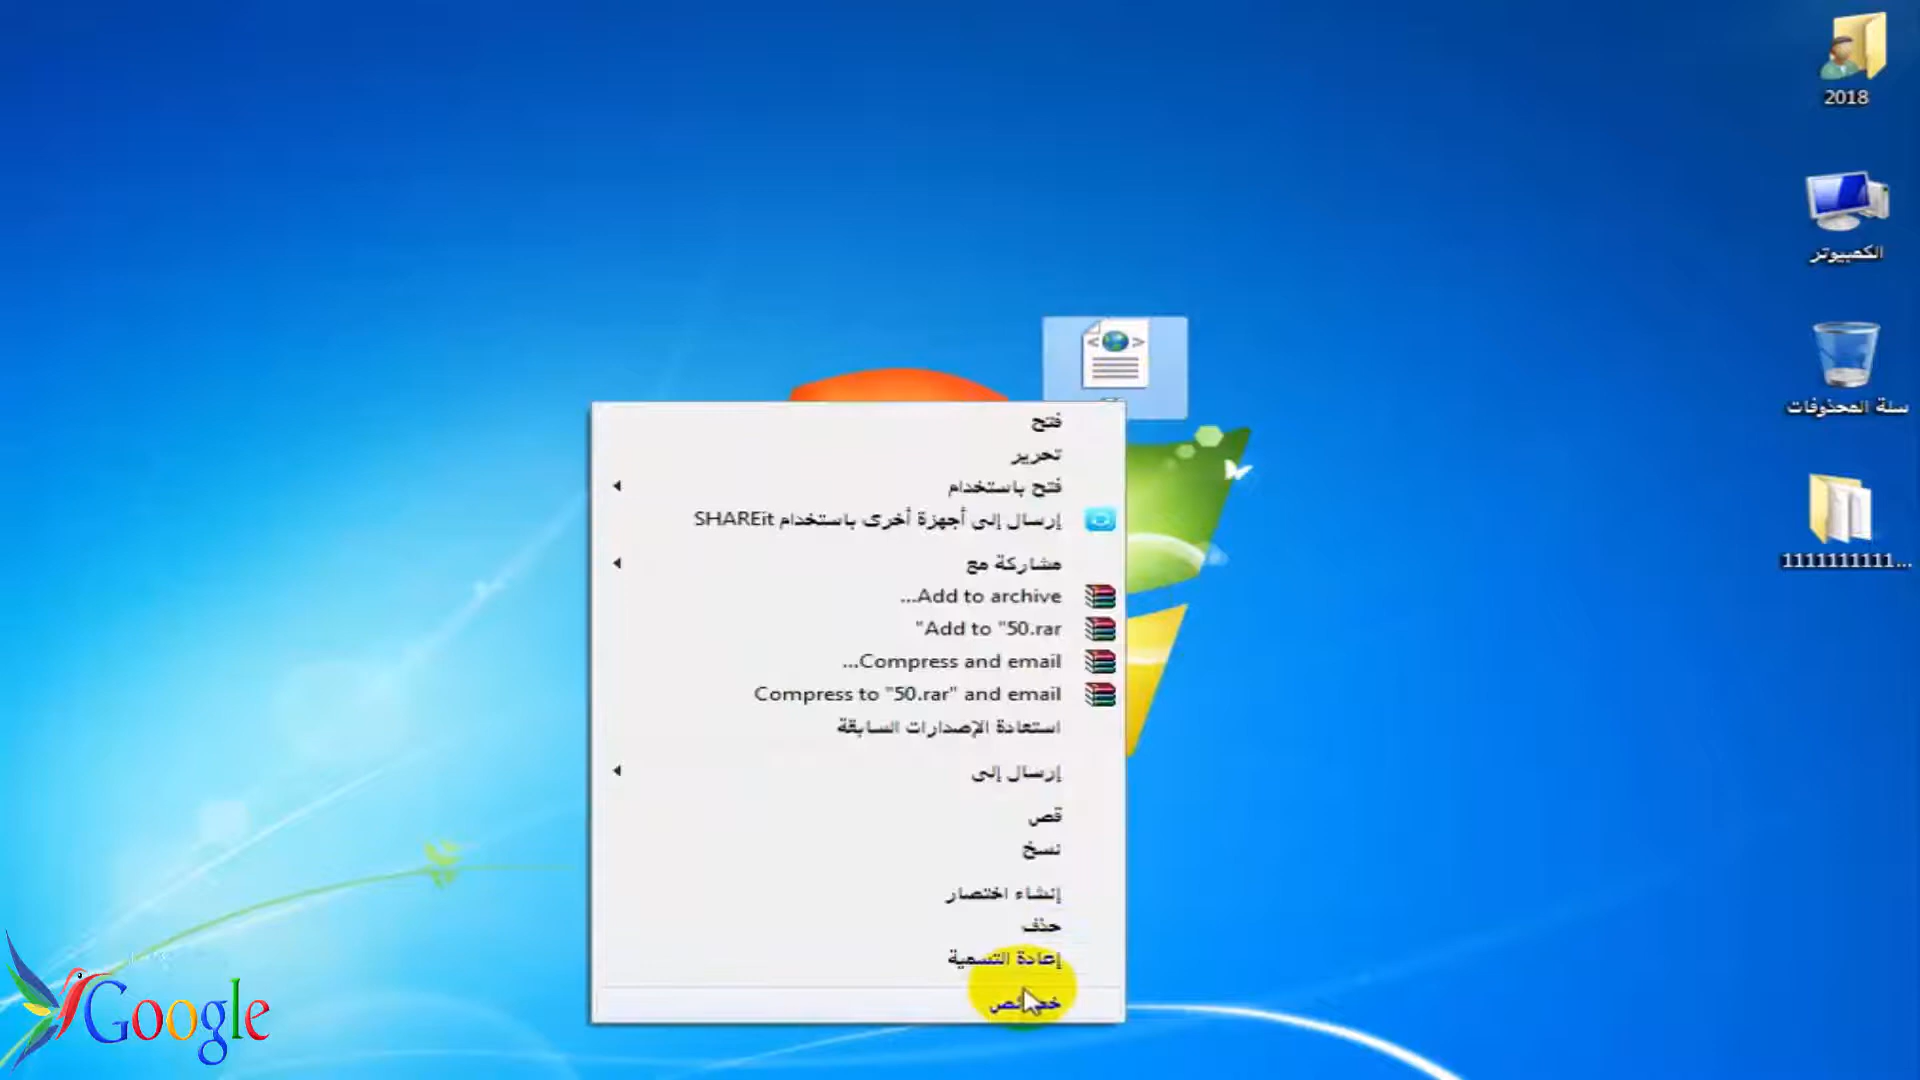 2018
الكمبيوتر
سلة المحذوفات
1111111111...
فتح
تحرير
فتح باستخدام
إرسال إلى أجهزة أخرى باستخدام SHAREit
مشاركة مع
...Add to archive
"Add to "50.rar
...Compress and email
Compress to "50.rar" and email
استعادة الإصدارات السابقة
إرسال إلى
قص
نسخ
إنشاء اختصار
حذف
إعادة التسمية
خصائص
Google